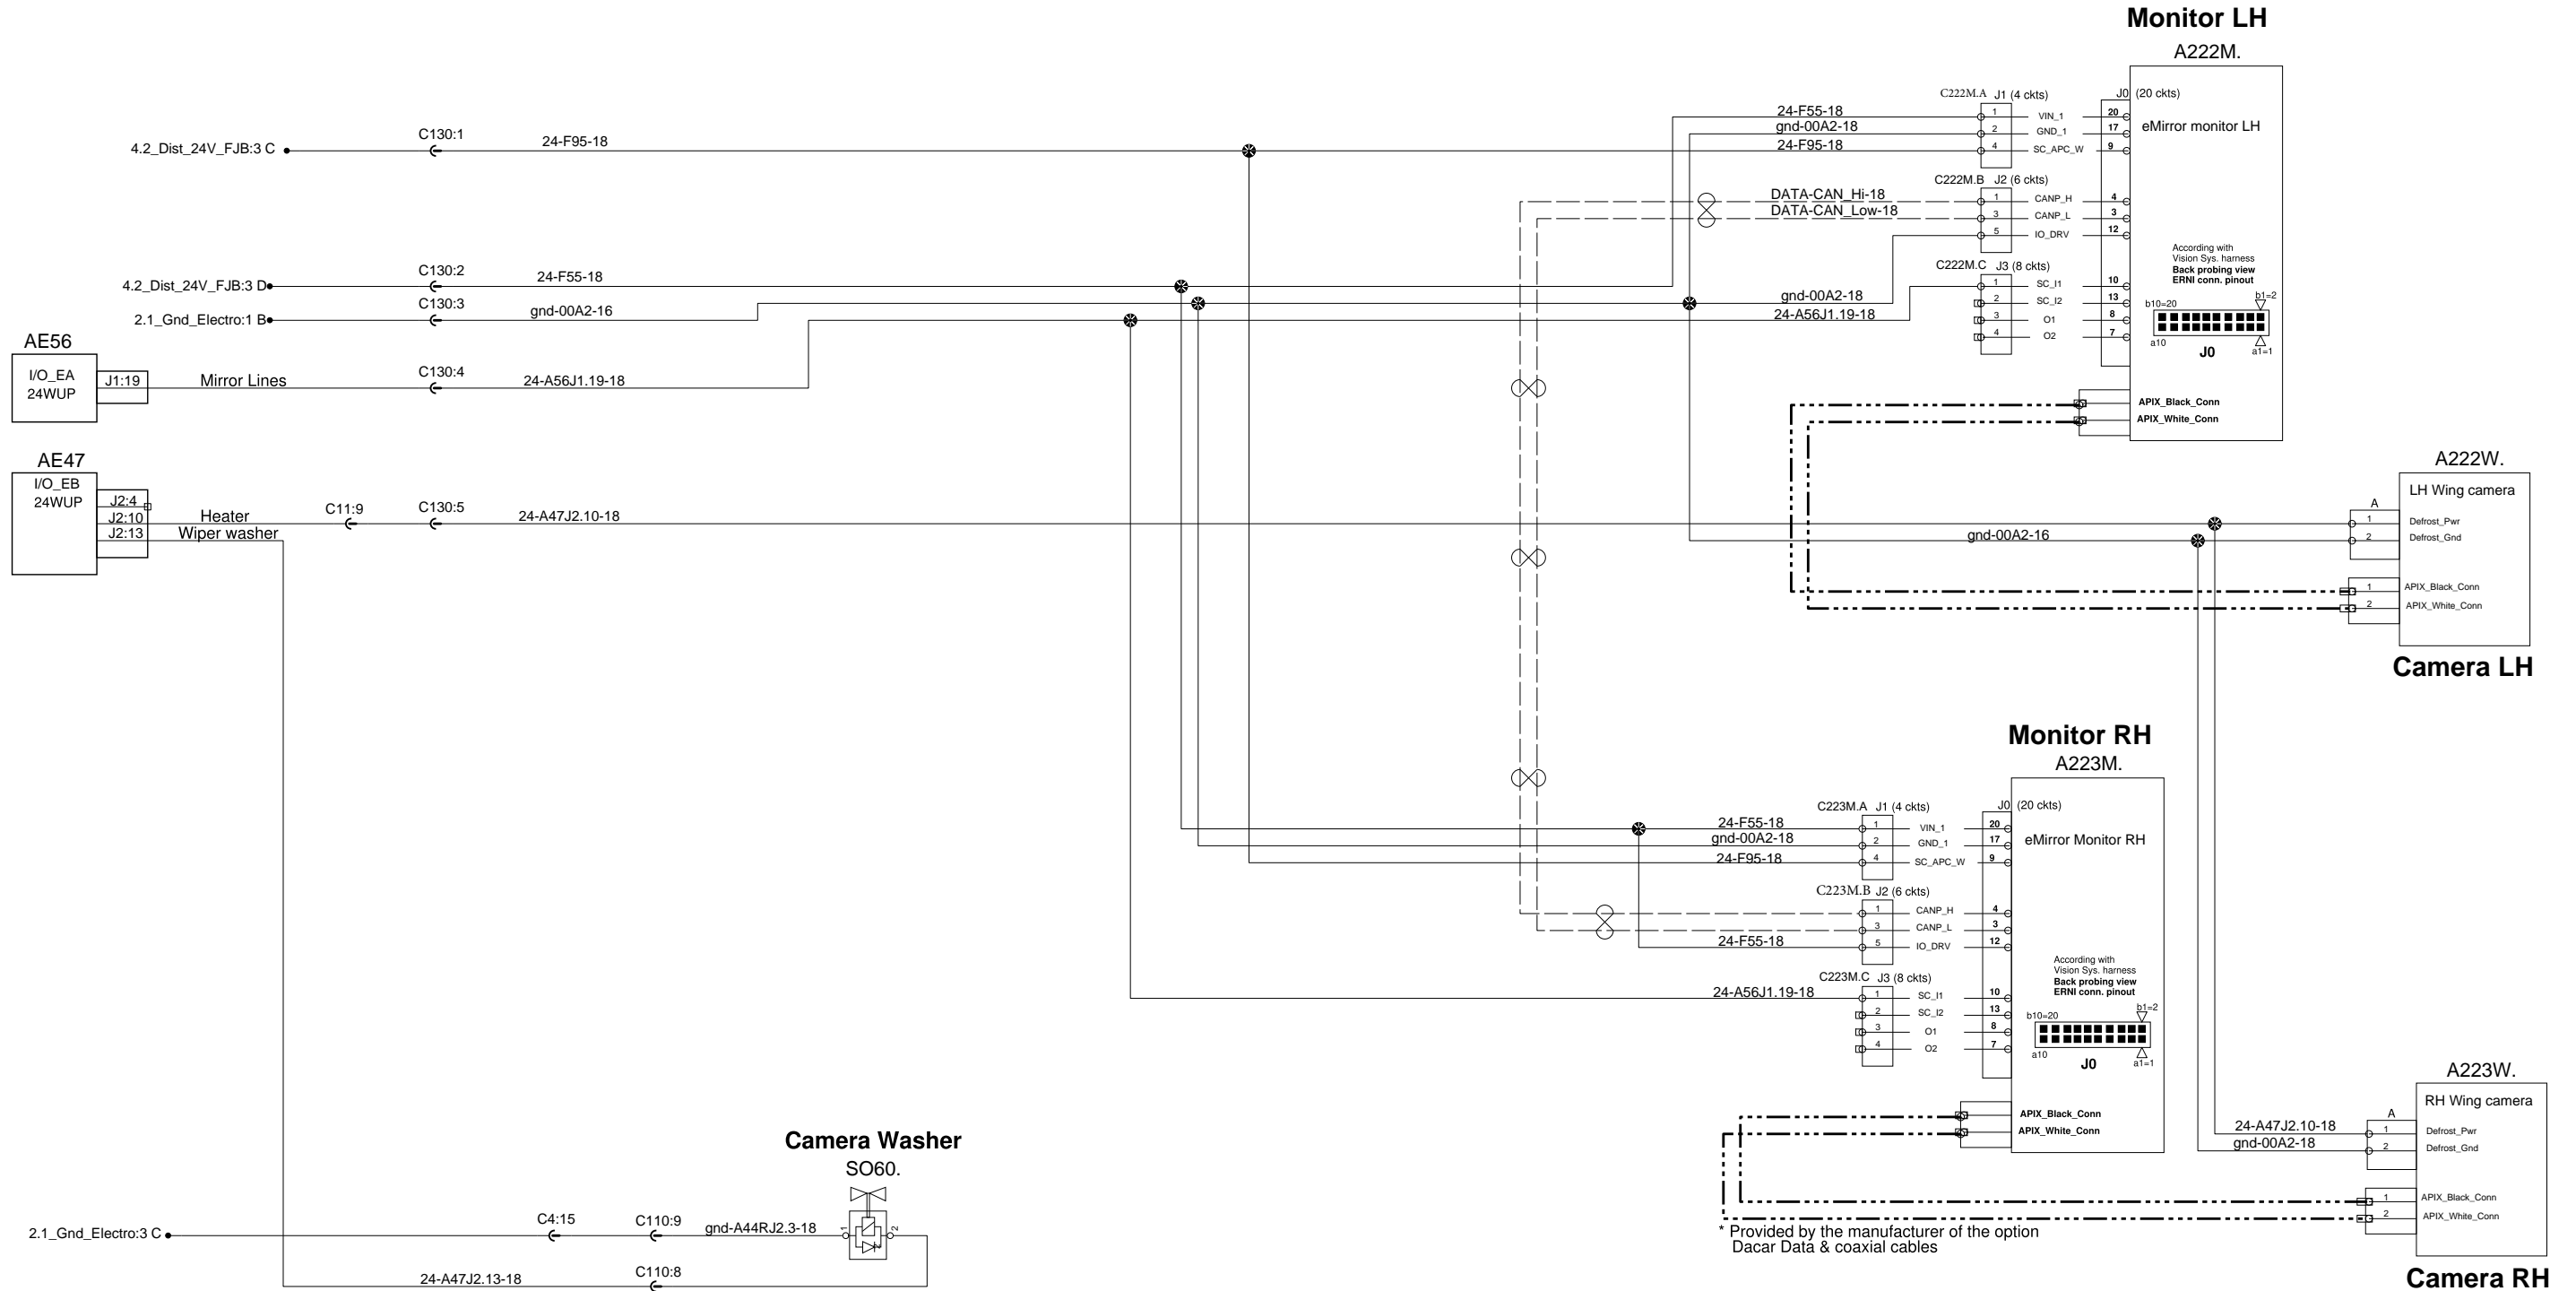 Monitor LH
A222M.
C222M.A J1 (4 ckts)
J0 (20 ckts)
24-F55-18
1 VIN_1 20
gnd-00A2-18
2 GND_1 17
eMirror monitor LH
24-F95-18
4 SC_APC_W 9
4.2_Dist_24V_FJB:3 C
C130:1
24-F95-18
C222M.B J2 (6 ckts)
DATA-CAN_Hi-18
1 CANP_H 4
DATA-CAN_Low-18
3 CANP_L 3
5 IO_DRV 12
According with
Vision Sys. harness
Back probing view
ERNI conn. pinout
C222M.C J3 (8 ckts)
4.2_Dist_24V_FJB:3 D
C130:2
24-F55-18
1 SC_I1 10
b1=2
b10=20
C130:3
gnd-00A2-18
2 SC_I2 13
2.1_Gnd_Electro:1 B
gnd-00A2-16
24-A56J1.19-18
3 O1 8
4 O2 7
a10
J0
a1=1
AE56
I/O_EA
24WUP
J1:19
Mirror Lines
C130:4
24-A56J1.19-18
APIX_Black_Conn
APIX_White_Conn
AE47
I/O_EB
24WUP
J2:4
J2:10
J2:13
Heater
Wiper washer
C11:9
C130:5
24-A47J2.10-18
gnd-00A2-16
A222W.
LH Wing camera
A
1 Defrost_Pwr
2 Defrost_Gnd
1 APIX_Black_Conn
2 APIX_White_Conn
Camera LH
Monitor RH
A223M.
C223M.A J1 (4 ckts)
J0 (20 ckts)
24-F55-18
1 VIN_1 20
gnd-00A2-18
2 GND_1 17
eMirror Monitor RH
24-F95-18
4 SC_APC_W 9
C223M.B J2 (6 ckts)
1 CANP_H 4
3 CANP_L 3
24-F55-18
5 IO_DRV 12
According with
Vision Sys. harness
Back probing view
ERNI conn. pinout
C223M.C J3 (8 ckts)
24-A56J1.19-18
1 SC_I1 10
2 SC_I2 13
3 O1 8
4 O2 7
b1=2
b10=20
a10
J0
a1=1
APIX_Black_Conn
APIX_White_Conn
A223W.
RH Wing camera
A
24-A47J2.10-18
1 Defrost_Pwr
gnd-00A2-18
2 Defrost_Gnd
1 APIX_Black_Conn
2 APIX_White_Conn
Camera RH
* Provided by the manufacturer of the option
Dacar Data & coaxial cables
Camera Washer
SO60.
2.1_Gnd_Electro:3 C
C4:15
C110:9
gnd-A44RJ2.3-18
1
2
24-A47J2.13-18
C110:8